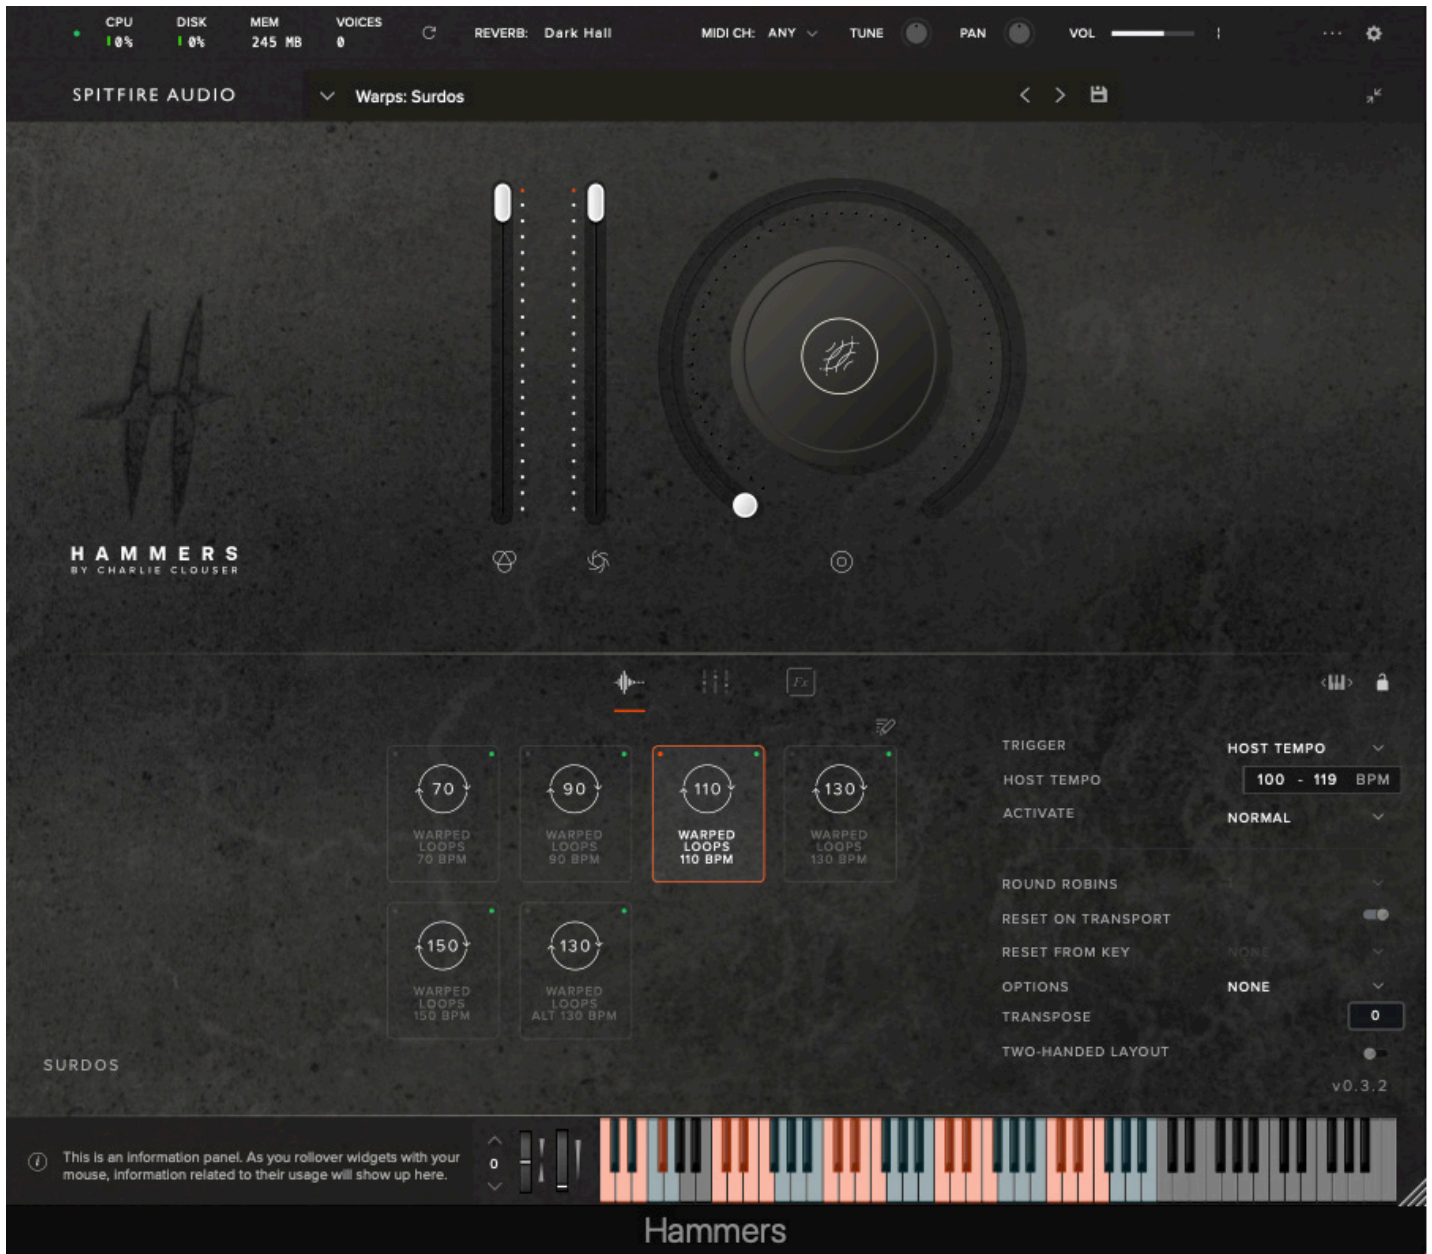 CPU DISK MEM VOICES
0% 0% 245 MB 0
REVERB: Dark Hall MIDI CH: ANY TUNE PAN VOL
SPITFIRE AUDIO Warps: Surdos
HAMMERS
BY CHARLIE CLOUSER
Fx
TRIGGER HOST TEMPO
HOST TEMPO 100 - 119 BPM
ACTIVATE NORMAL
70 90 110 130
WARPED WARPED WARPED WARPED
LOOPS LOOPS LOOPS LOOPS
70 BPM 90 BPM 110 BPM 130 BPM
ROUND ROBINS
RESET ON TRANSPORT
RESET FROM KEY NONE
OPTIONS NONE
TRANSPOSE 0
TWO-HANDED LAYOUT
150 130
WARPED WARPED
LOOPS LOOPS
150 BPM ALT 130 BPM
SURDOS
v0.3.2
This is an information panel. As you rollover widgets with your
mouse, information related to their usage will show up here.
0
Hammers